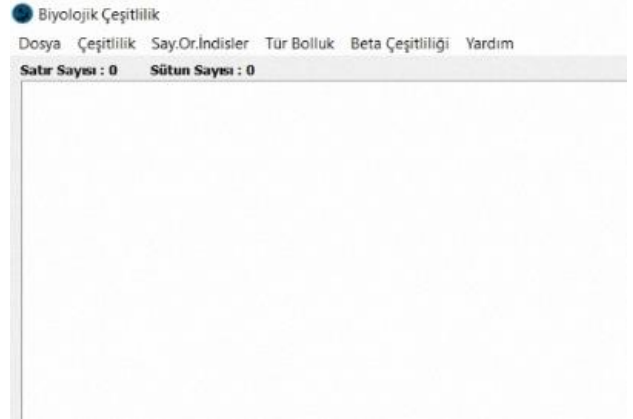 Biyolojik Çeşitlilik
Dosya Çeşitlilik Say.Or.İndisler Tür Bolluk Beta Çeşitliliği Yardım
Satır Sayısı : 0 Sütun Sayısı : 0